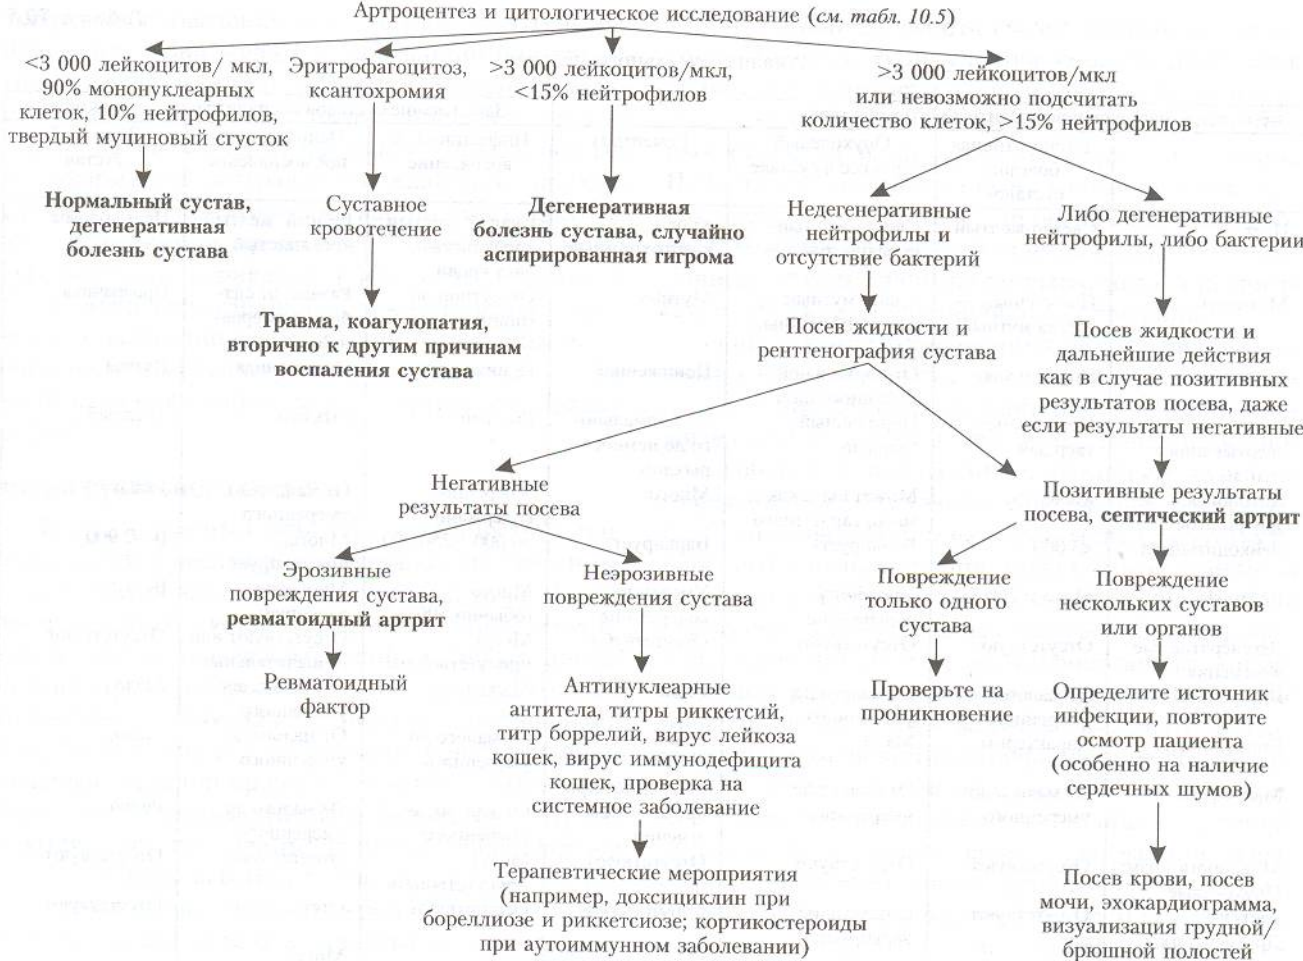 Артроцентез и цитологическое исследование (см. табл. 10.5)
<3 000 лейкоцитов/ мкл,
90% мононуклеарных
клеток, 10% нейтрофилов,
твердый муциновый сгусток
Эритрофагоцитоз,
ксантохромия
>3 000 лейкоцитов/мкл,
<15% нейтрофилов
>3 000 лейкоцитов/мкл
или невозможно подсчитать
количество клеток, >15% нейтрофилов
Нормальный сустав,
дегенеративная
болезнь сустава
Суставное
кровотечение
Дегенеративная
болезнь сустава, случайно
аспирированная гигрома
Недегенеративные
нейтрофилы и
отсутствие бактерий
Либо дегенеративные
нейтрофилы, либо бактерии
Травма, коагулопатия,
вторично к другим причинам
воспаления сустава
Посев жидкости и
рентгенография сустава
Посев жидкости и
дальнейшие действия
как в случае позитивных
результатов посева, даже
если результаты негативные
Негативные
результаты посева
Позитивные результаты
посева, септический артрит
Эрозивные
повреждения сустава,
ревматоидный артрит
Неэрозивные
повреждения сустава
Повреждение
только одного
сустава
Повреждение
нескольких суставов
или органов
Ревматоидный
фактор
Антинуклеарные
антитела, титры риккетсий,
титр боррелий, вирус лейкоза
кошек, вирус иммунодефицита
кошек, проверка на
системное заболевание
Проверьте на
проникновение
Определите источник
инфекции, повторите
осмотр пациента
(особенно на наличие
сердечных шумов)
Терапевтические мероприятия
(например, доксициклин при
бореллиозе и риккетсиозе; кортикостероиды
при аутоиммунном заболевании)
Посев крови, посев
мочи, эхокардиограмма,
визуализация грудной/
брюшной полостей